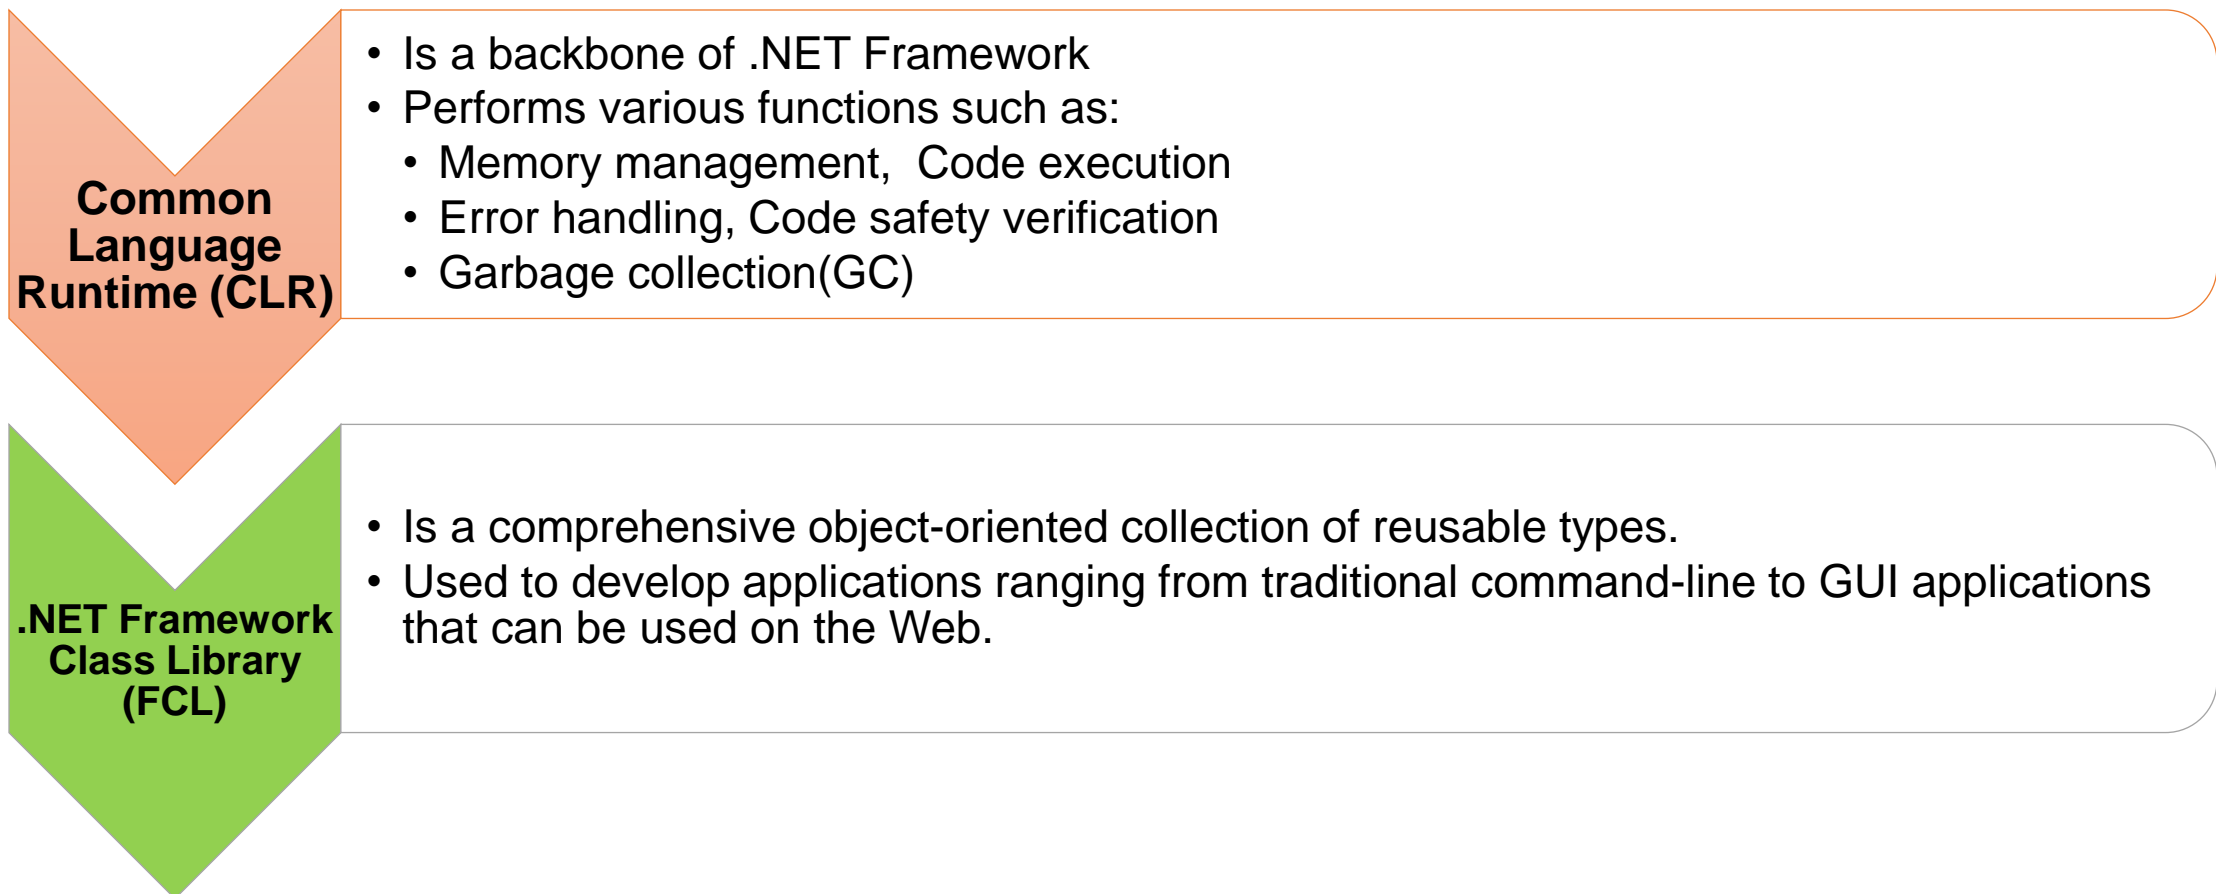 Common
Language
Runtime (CLR)
• Is a backbone of .NET Framework
• Performs various functions such as:
• Memory management,  Code execution
• Error handling, Code safety verification
• Garbage collection(GC)
.NET Framework
Class Library
(FCL)
• Is a comprehensive object-oriented collection of reusable types.
• Used to develop applications ranging from traditional command-line to GUI applications
that can be used on the Web.